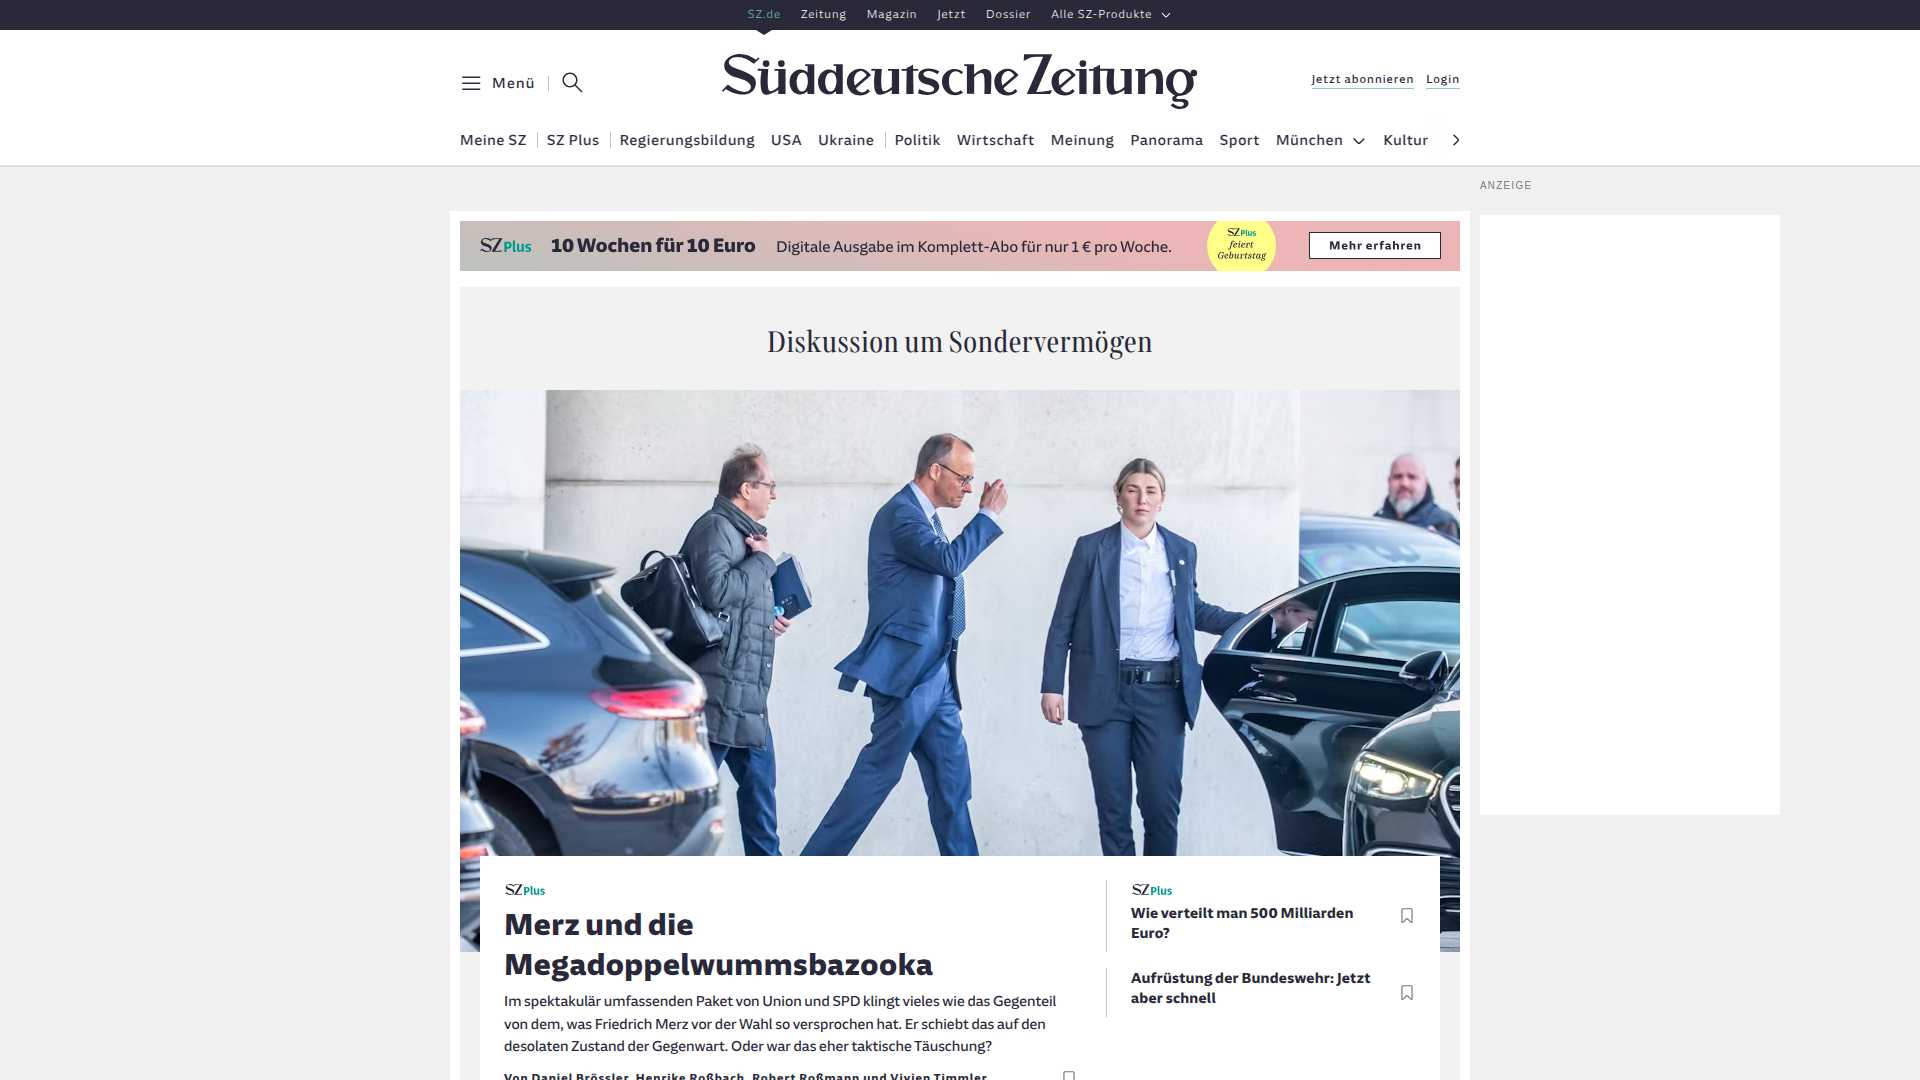 SZ.de Zeitung Magazin Jetzt Dossier Alle SZ-Produkte
Menü
Süddeutsche Zeitung
Jetzt abonnieren Login
Meine SZ SZ Plus Regierungsbildung USA Ukraine Politik Wirtschaft Meinung Panorama Sport München Kultur
ANZEIGE
SZ Plus 10 Wochen für 10 Euro Digitale Ausgabe im Komplett-Abo für nur 1 € pro Woche.
SZ Plus
feiert
Geburtstag
Mehr erfahren
Diskussion um Sondervermögen
SZ Plus
Merz und die
Megadoppelwummsbazooka
Im spektakulär umfassenden Paket von Union und SPD klingt vieles wie das Gegenteil
von dem, was Friedrich Merz vor der Wahl so versprochen hat. Er schiebt das auf den
desolaten Zustand der Gegenwart. Oder war das eher taktische Täuschung?
Von Daniel Brössler, Henrike Roßbach, Robert Roßmann und Vivien Timmler
SZ Plus
Wie verteilt man 500 Milliarden
Euro?
Aufrüstung der Bundeswehr: Jetzt
aber schnell